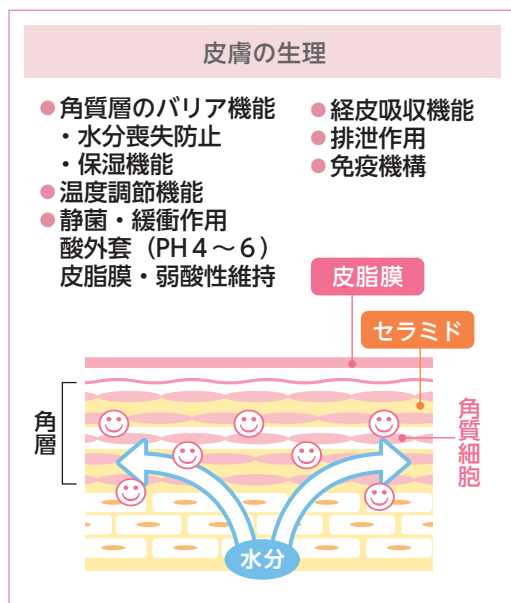 皮膚の生理
●角質層のバリア機能
・水分喪失防止
・保湿機能
●温度調節機能
●静菌・緩衝作用
酸外套（PH４～６）
皮脂膜・弱酸性維持
●経皮吸収機能
●排泄作用
●免疫機構
皮脂膜
セラミド
角層
角質細胞
水分